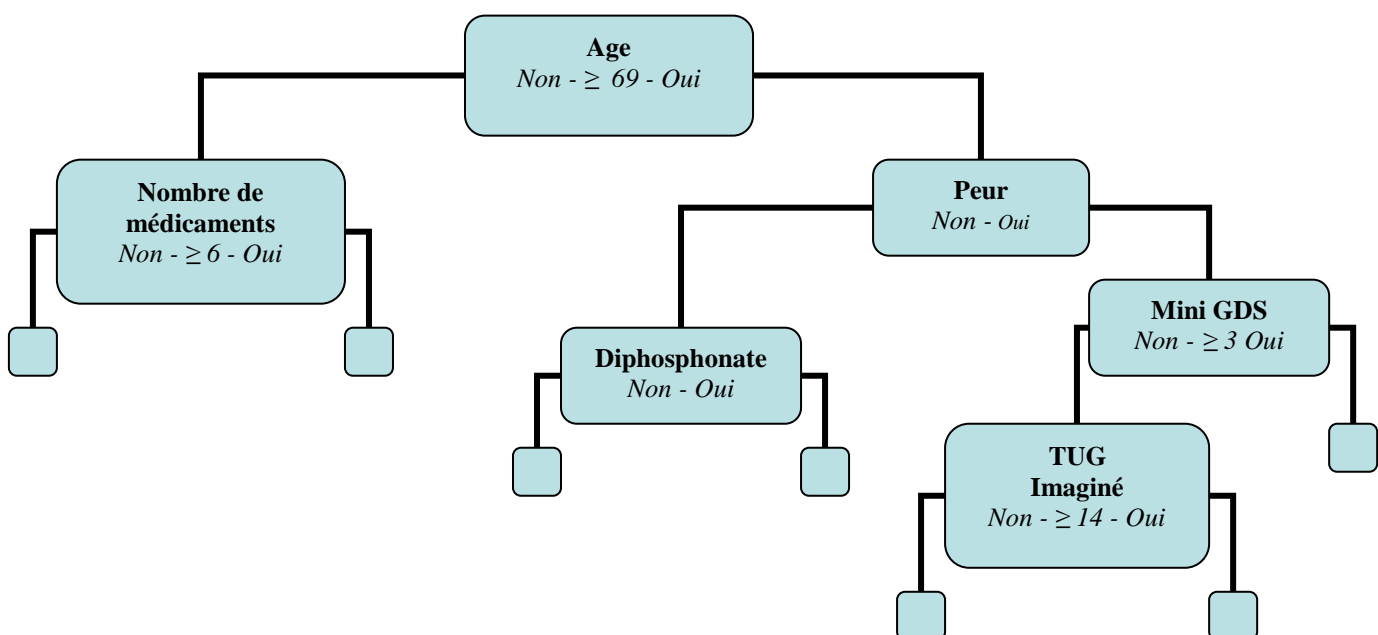 Age
Non - ≥ 69 - Oui
Nombre de
médicaments
Non - ≥ 6 - Oui
Peur
Non - Oui
Mini GDS
Non - ≥ 3 Oui
Diphosphonate
Non - Oui
TUG
Imaginé
Non - ≥ 14 - Oui